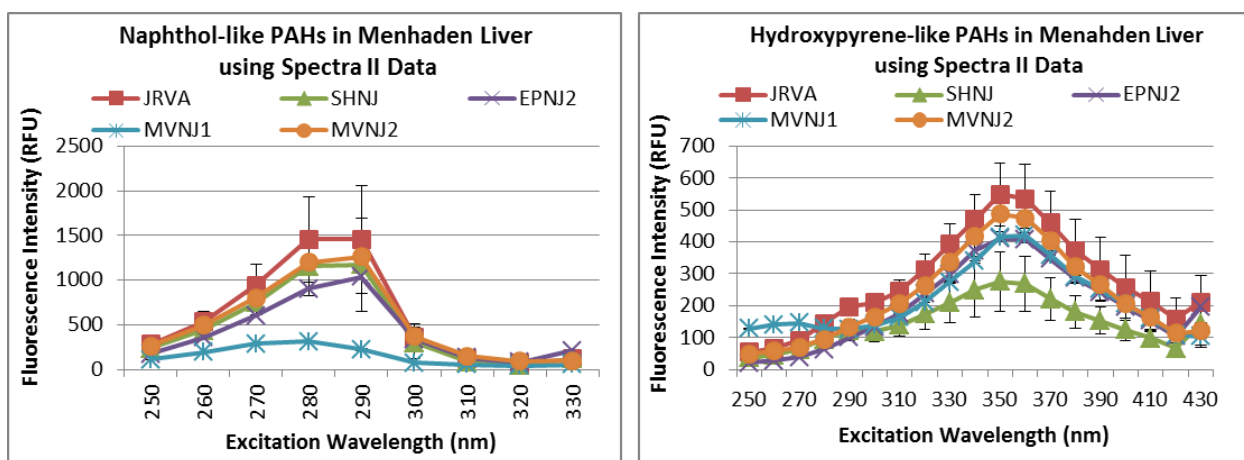 Naphthol-like PAHs in Menhaden Liver
using Spectra II Data
JRVA SHNJ EPNJ2
MVNJ1 MVNJ2
Fluorescence Intensity (RFU)
2500
2000
1500
1000
500
0
250 260 270 280 290 300 310 320 330
Excitation Wavelength (nm)
Hydroxypyrene-like PAHs in Menahden Liver
using Spectra II Data
JRVA SHNJ EPNJ2
MVNJ1 MVNJ2
Fluorescence Intensity (RFU)
700
600
500
400
300
200
100
0
250 270 290 310 330 350 370 390 410 430
Excitation Wavelength (nm)